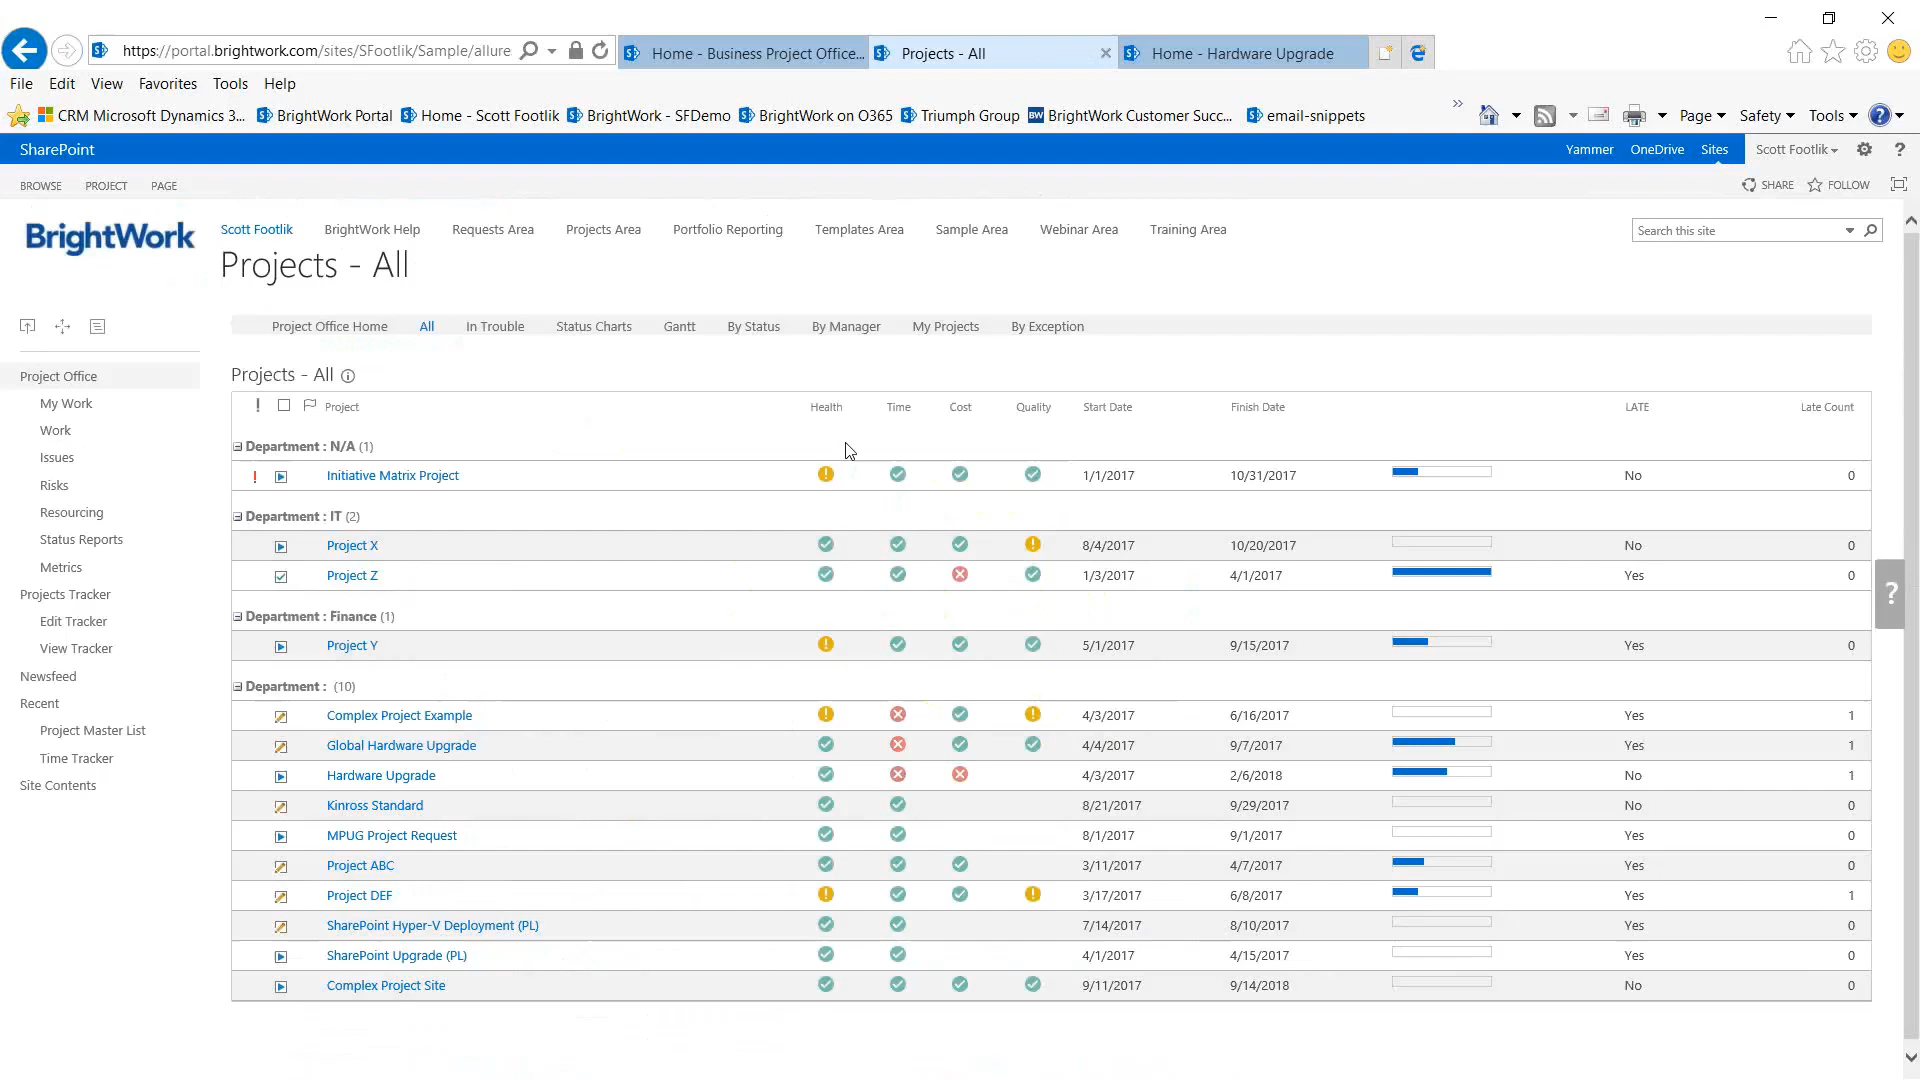 https://portal.brightwork.com/sites/SFootlik/Sample/allure
Home - Business Project Office...
Projects - All
Home - Hardware Upgrade
File Edit View Favorites Tools Help
CRM Microsoft Dynamics 3... BrightWork Portal Home - Scott Footlik BrightWork - SFDemo BrightWork on O365 Triumph Group BrightWork Customer Succ... email-snippets » Page Safety Tools
SharePoint Yammer OneDrive Sites Scott Footlik ?
BROWSE PROJECT PAGE SHARE FOLLOW
BrightWork
Scott Footlik BrightWork Help Requests Area Projects Area Portfolio Reporting Templates Area Sample Area Webinar Area Training Area
Search this site
Projects - All
Project Office Home All In Trouble Status Charts Gantt By Status By Manager My Projects By Exception
Project Office
My Work
Work
Issues
Risks
Resourcing
Status Reports
Metrics
Projects Tracker
Edit Tracker
View Tracker
Newsfeed
Recent
Project Master List
Time Tracker
Site Contents
Projects - All
! Project Health Time Cost Quality Start Date Finish Date LATE Late Count
Department : N/A (1)
! Initiative Matrix Project 1/1/2017 10/31/2017 No 0
Department : IT (2)
Project X 8/4/2017 10/20/2017 No 0
Project Z 1/3/2017 4/1/2017 Yes 0
Department : Finance (1)
Project Y 5/1/2017 9/15/2017 Yes 0
Department : (10)
Complex Project Example 4/3/2017 6/16/2017 Yes 1
Global Hardware Upgrade 4/4/2017 9/7/2017 Yes 1
Hardware Upgrade 4/3/2017 2/6/2018 No 1
Kinross Standard 8/21/2017 9/29/2017 No 0
MPUG Project Request 8/1/2017 9/1/2017 Yes 0
Project ABC 3/11/2017 4/7/2017 Yes 0
Project DEF 3/17/2017 6/8/2017 Yes 1
SharePoint Hyper-V Deployment (PL) 7/14/2017 8/10/2017 Yes 0
SharePoint Upgrade (PL) 4/1/2017 4/15/2017 Yes 0
Complex Project Site 9/11/2017 9/14/2018 No 0
?